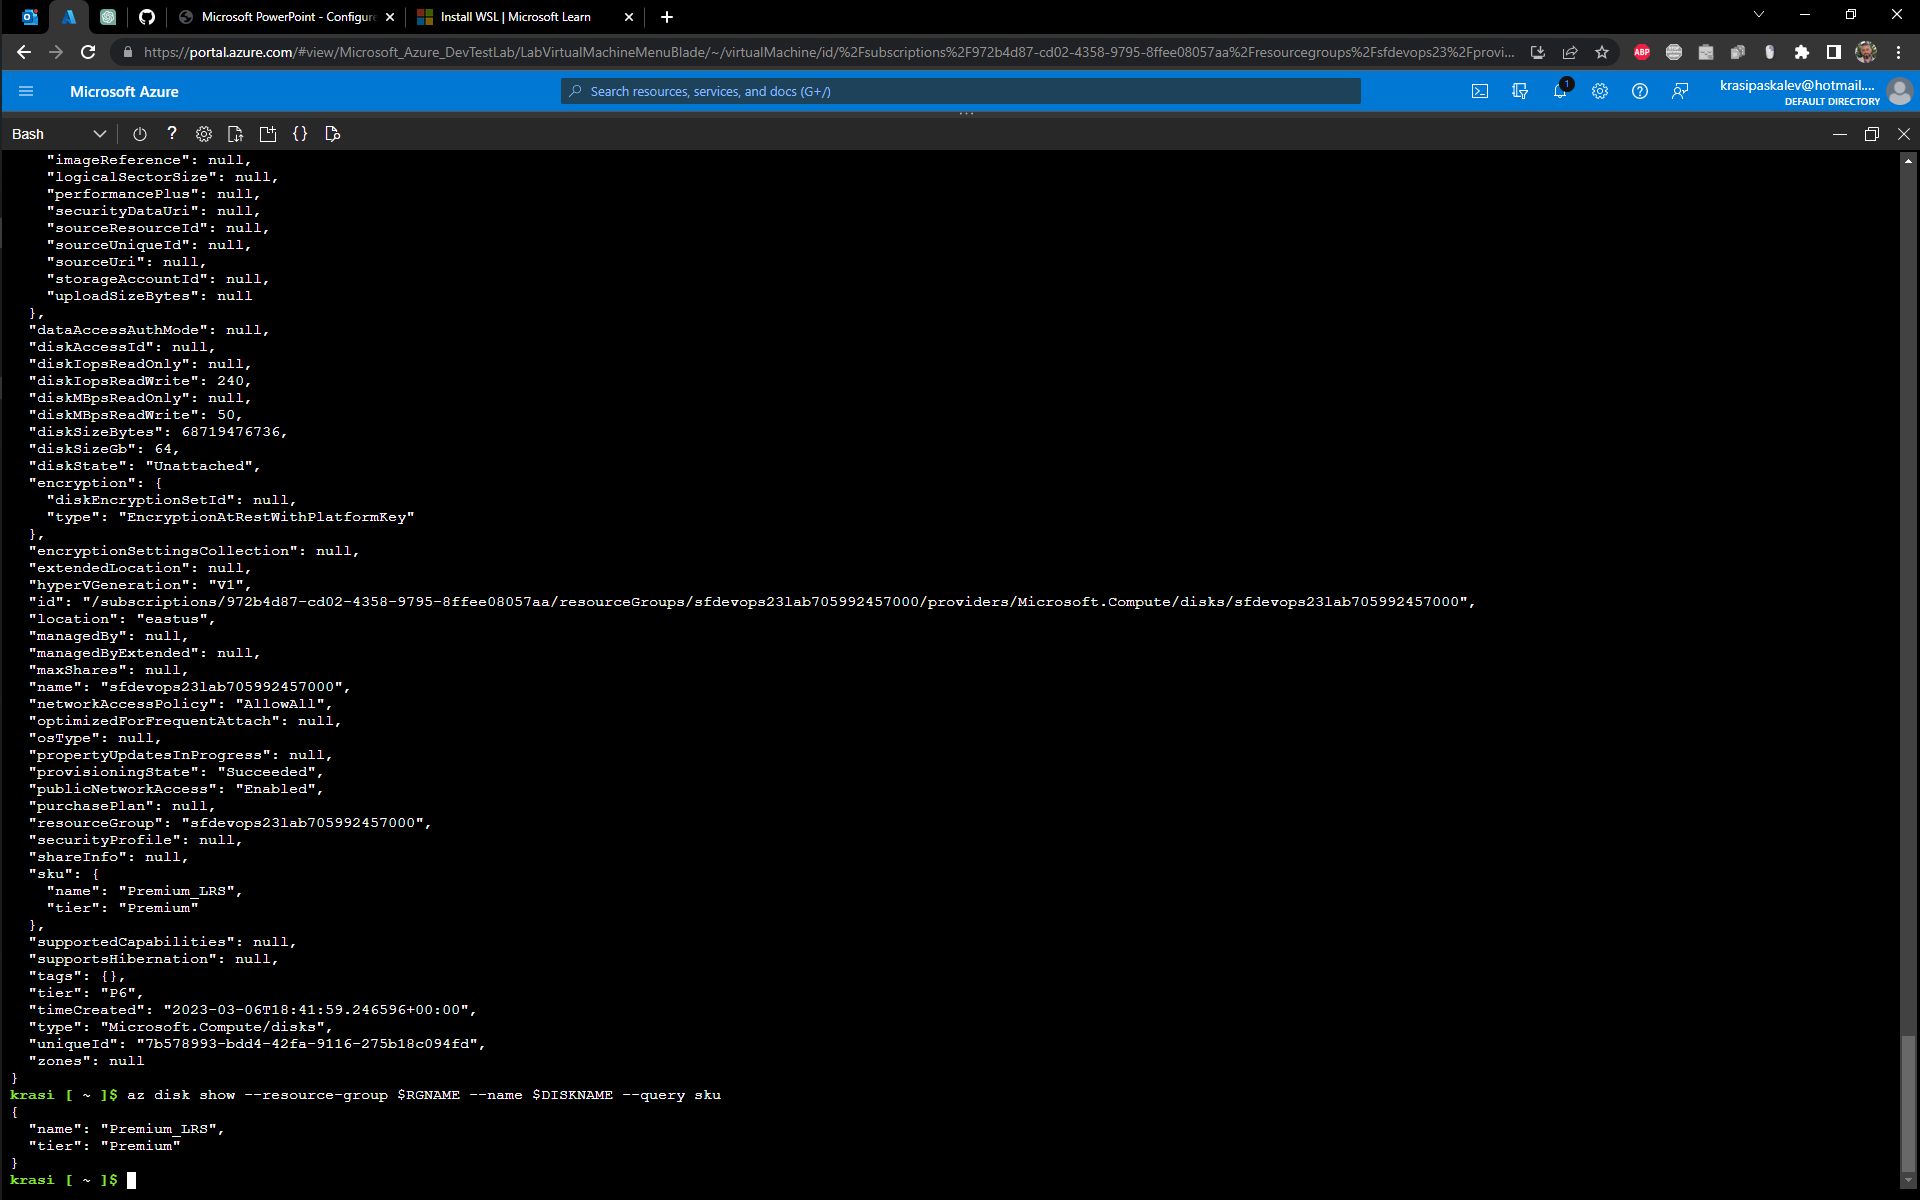 Microsoft PowerPoint - Configure
Install WSL | Microsoft Learn
https://portal.azure.com/#view/Microsoft_Azure_DevTestLab/LabVirtualMachineMenuBlade/~/virtualMachine/id/%2Fsubscriptions%2F972b4d87-cd02-4358-9795-8ffee08057aa%2Fresourcegroups%2Fsfdevops23%2Fprovi...
ABP
Microsoft Azure
Search resources, services, and docs (G+/)
1
krasipaskalev@hotmail....
DEFAULT DIRECTORY
Bash
"imageReference": null,
"logicalSectorSize": null,
"performancePlus": null,
"securityDataUri": null,
"sourceResourceId": null,
"sourceUniqueId": null,
"sourceUri": null,
"storageAccountId": null,
"uploadSizeBytes": null
},
"dataAccessAuthMode": null,
"diskAccessId": null,
"diskIopsReadOnly": null,
"diskIopsReadWrite": 240,
"diskMBpsReadOnly": null,
"diskMBpsReadWrite": 50,
"diskSizeBytes": 68719476736,
"diskSizeGb": 64,
"diskState": "Unattached",
"encryption": {
"diskEncryptionSetId": null,
"type": "EncryptionAtRestWithPlatformKey"
},
"encryptionSettingsCollection": null,
"extendedLocation": null,
"hyperVGeneration": "V1",
"id": "/subscriptions/972b4d87-cd02-4358-9795-8ffee08057aa/resourceGroups/sfdevops23lab705992457000/providers/Microsoft.Compute/disks/sfdevops23lab705992457000",
"location": "eastus",
"managedBy": null,
"managedByExtended": null,
"maxShares": null,
"name": "sfdevops23lab705992457000",
"networkAccessPolicy": "AllowAll",
"optimizedForFrequentAttach": null,
"osType": null,
"propertyUpdatesInProgress": null,
"provisioningState": "Succeeded",
"publicNetworkAccess": "Enabled",
"purchasePlan": null,
"resourceGroup": "sfdevops23lab705992457000",
"securityProfile": null,
"shareInfo": null,
"sku": {
"name": "Premium_LRS",
"tier": "Premium"
},
"supportedCapabilities": null,
"supportsHibernation": null,
"tags": {},
"tier": "P6",
"timeCreated": "2023-03-06T18:41:59.246596+00:00",
"type": "Microsoft.Compute/disks",
"uniqueId": "7b578993-bdd4-42fa-9116-275b18c094fd",
"zones": null
}
krasi [ ~ ]$ az disk show --resource-group $RGNAME --name $DISKNAME --query sku
{
"name": "Premium_LRS",
"tier": "Premium"
}
krasi [ ~ ]$